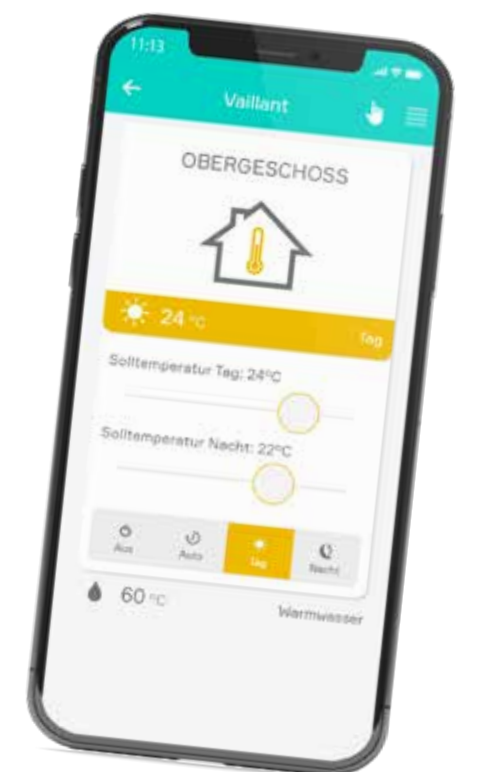 11:13
Vaillant
OBERGESCHOSS
24 °C Tag
Solltemperatur Tag: 24°C
Solltemperatur Nacht: 22°C
Aus Auto Tag Nacht
60 °C Warmwasser